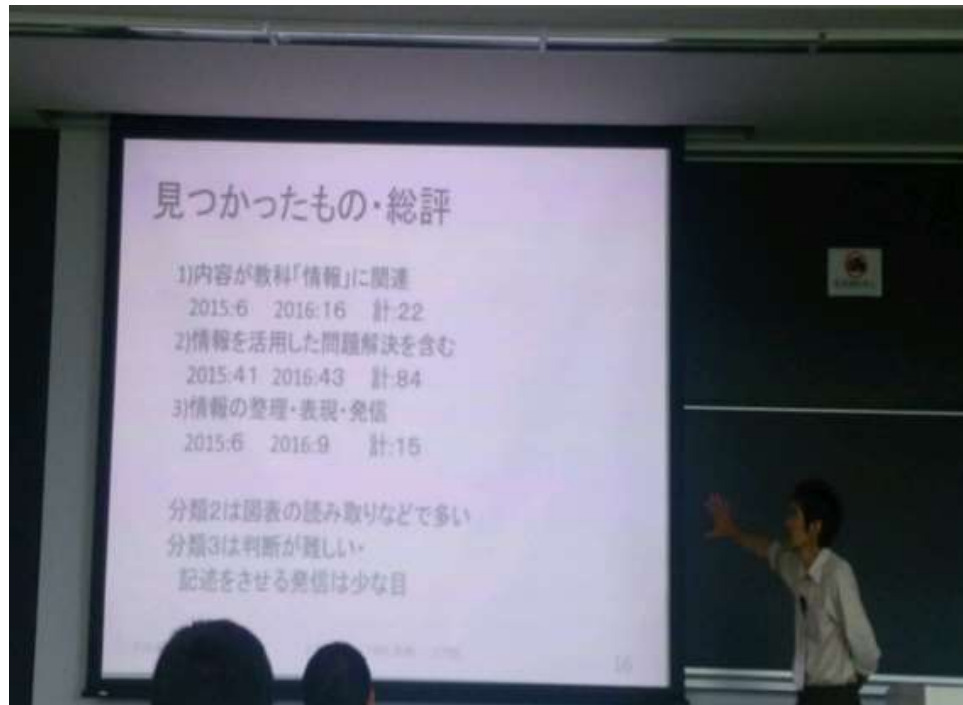 見つかったもの・総評
1)内容が教科「情報」に関連
2015:6 2016:16 計:22
2)情報を活用した問題解決を含む
2015:41 2016:43 計:84
3)情報の整理・表現・発信
2015:6 2016:9 計:15
分類2は図表の読み取りなどで多い
分類3は判断が難しい・
記述をさせる発信は少な目
16